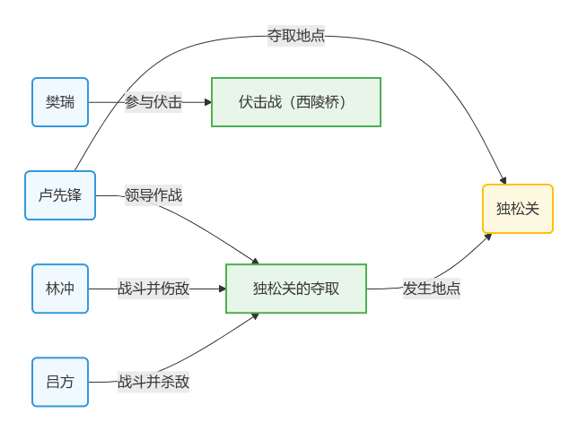 夺取地点
樊瑞
参与伏击
伏击战（西陵桥）
卢先锋
领导作战
独松关
林冲
战斗并伤敌
独松关的夺取
发生地点
吕方
战斗并杀敌